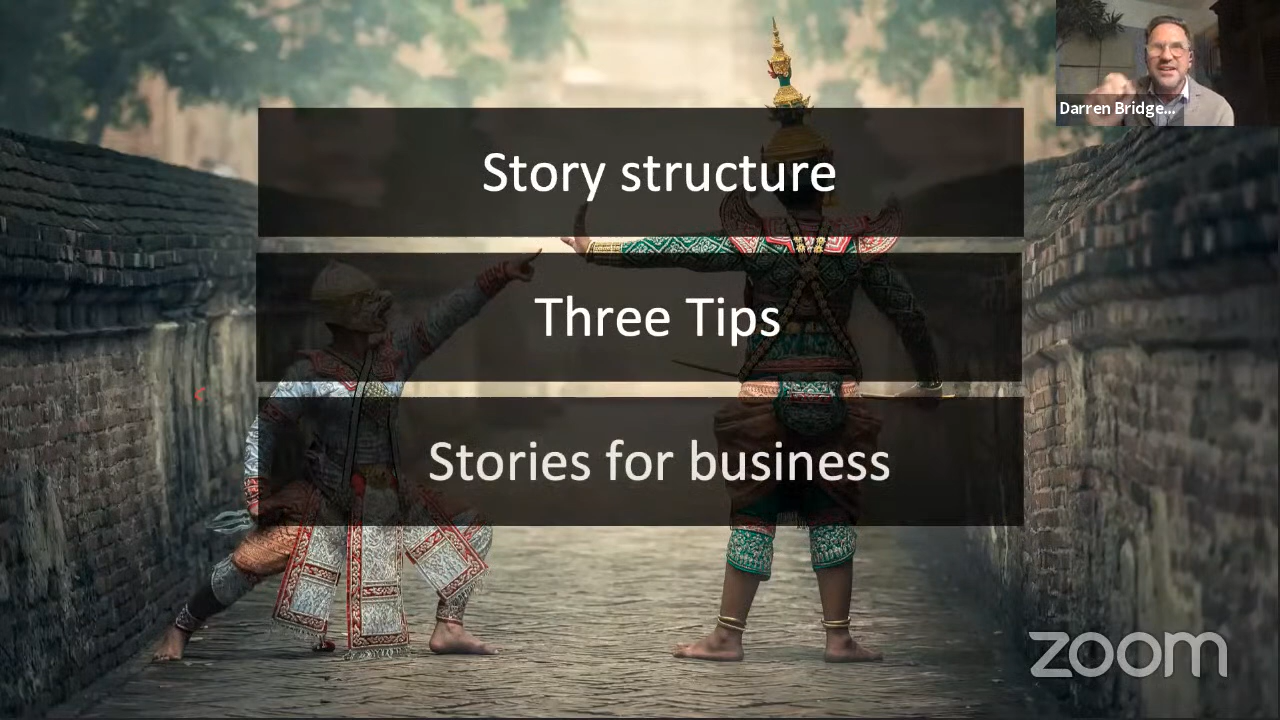 Darren Bridge...
Story structure
Three Tips
Stories for business
zoom